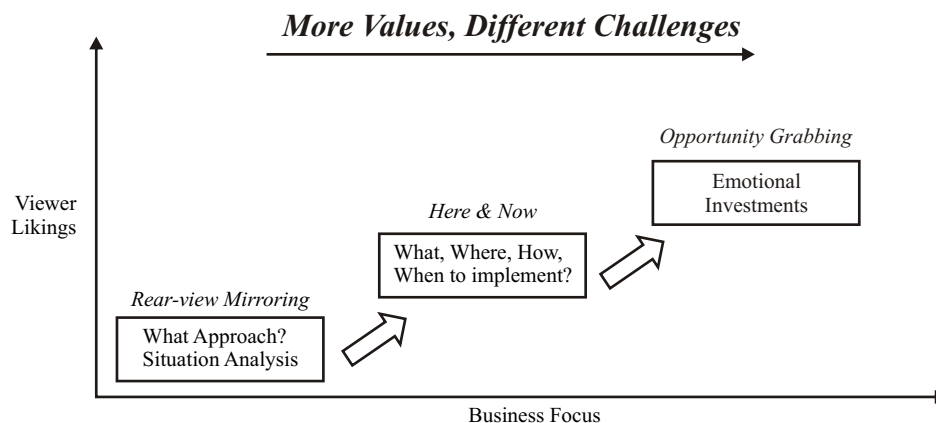 More Values, Different Challenges
Opportunity Grabbing
Emotional
Investments
Viewer
Likings
Here & Now
What, Where, How,
When to implement?
Rear-view Mirroring
What Approach?
Situation Analysis
Business Focus